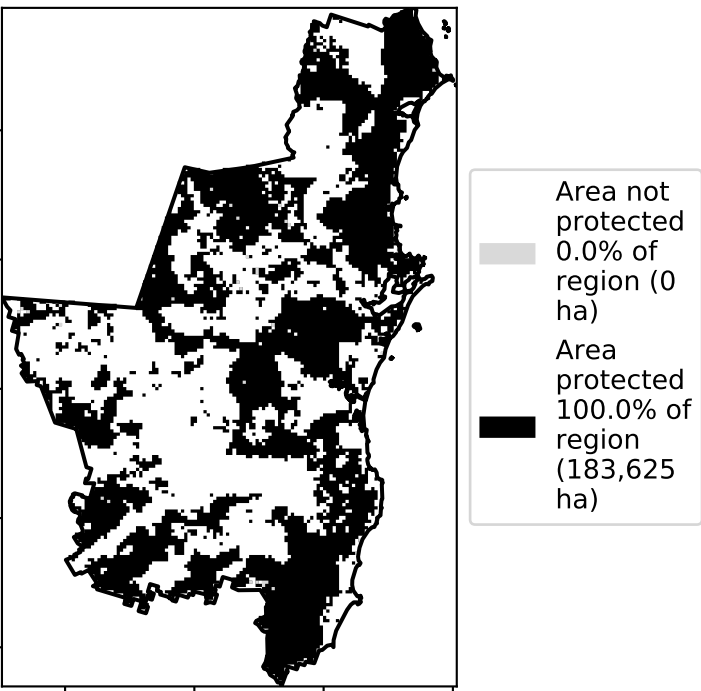 Area not
protected
0.0% of
region (0
ha)
Area
protected
100.0% of
region
(183,625
ha)